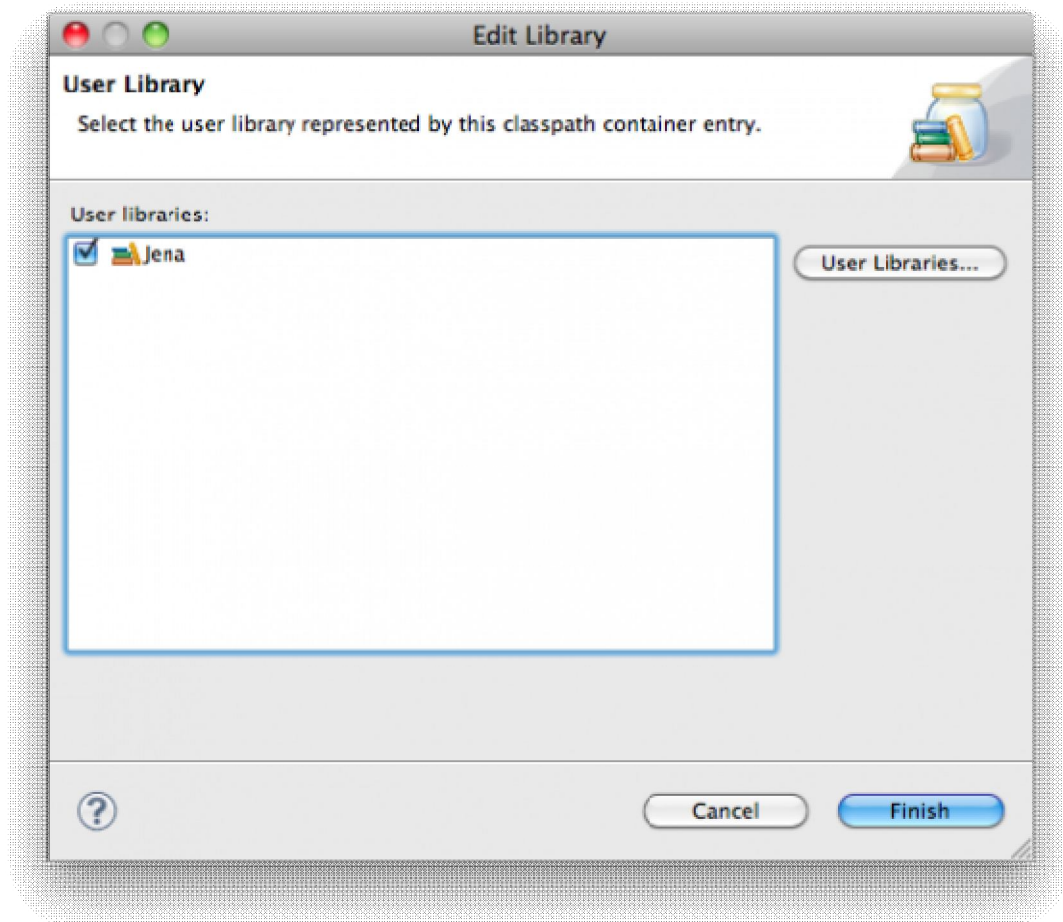 Edit Library
User Library
Select the user library represented by this classpath container entry.
User libraries:
Jena
User Libraries...
?
Cancel
Finish